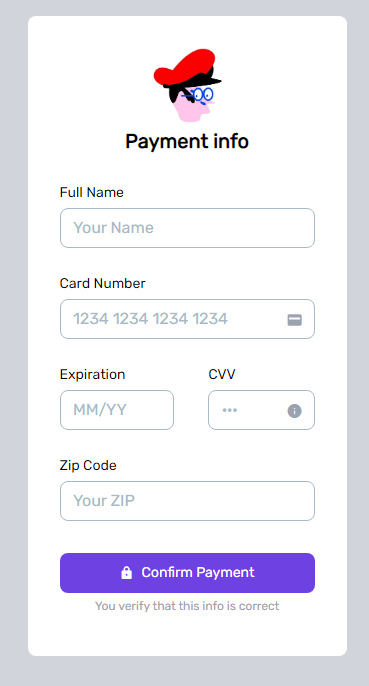 Payment info
Full Name
Your Name
Card Number
1234 1234 1234 1234
Expiration CVV
MM/YY •••
Zip Code
Your ZIP
Confirm Payment
You verify that this info is correct